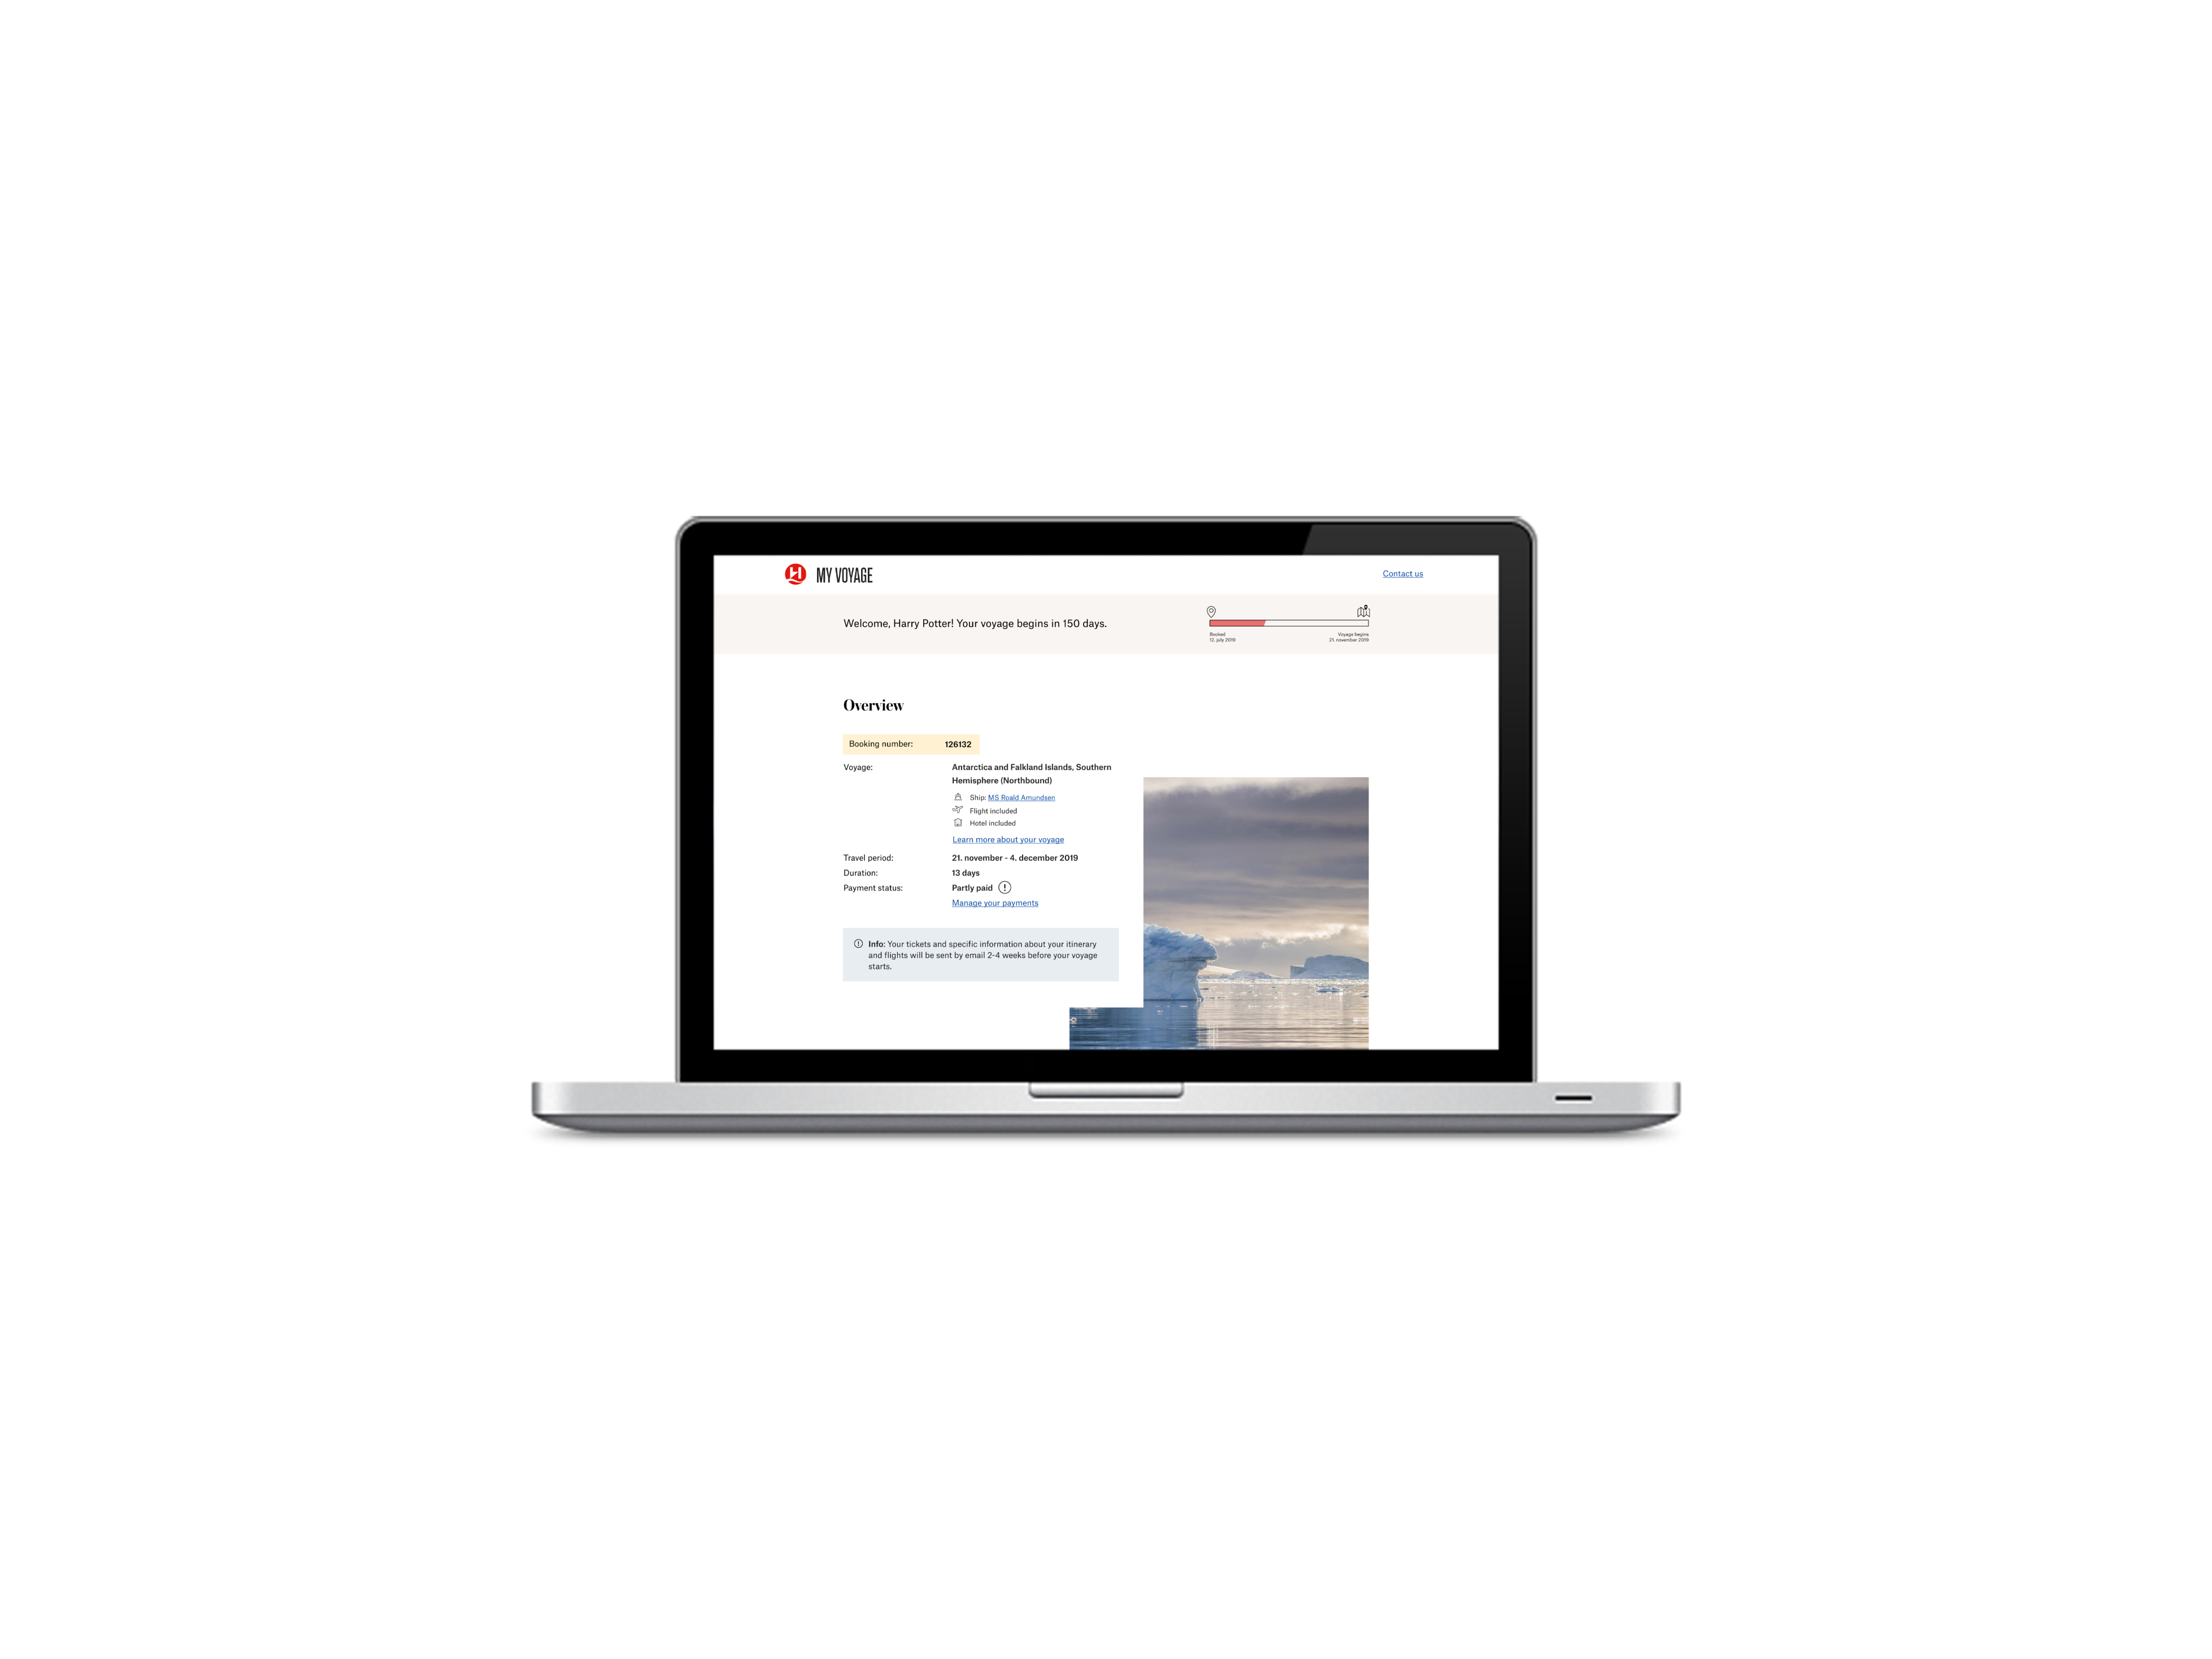 MY VOYAGE
Contact us
Welcome, Harry Potter! Your voyage begins in 150 days.
Booked
12. july 2019
Voyage begins
21. november 2019
Overview
Booking number: 126132
Voyage: Antarctica and Falkland Islands, Southern
Hemisphere (Northbound)
Ship: MS Roald Amundsen
Flight included
Hotel included
Learn more about your voyage
Travel period: 21. november - 4. december 2019
Duration: 13 days
Payment status: Partly paid
Manage your payments
Info: Your tickets and specific information about your itinerary
and flights will be sent by email 2-4 weeks before your voyage
starts.